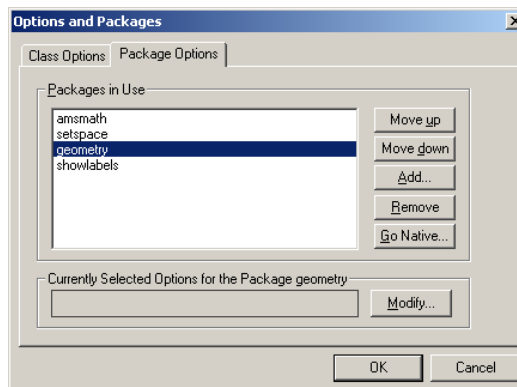 Options and Packages
Class Options
Package Options
Packages in Use
amsmath
setspace
geometry
showlabels
Move up
Move down
Add...
Remove
Go Native...
Currently Selected Options for the Package geometry
Modify...
OK
Cancel